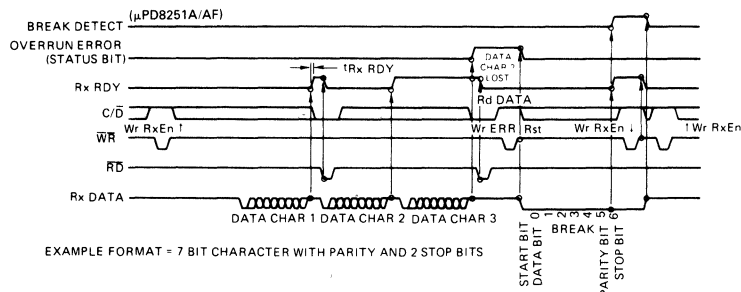 (μPD8251A/AF)
BREAK DETECT
OVERRUN ERROR
(STATUS BIT)
DATA
CHAR 2
LOST
tRx RDY
Rx RDY
Rd DATA
C/D̅
Wr RxEn ↑
Wr ERR Rst
Wr RxEn ↓
↑ Wr RxEn
W̅R̅
R̅D̅
Rx DATA
DATA CHAR 1 DATA CHAR 2 DATA CHAR 3
START BIT
DATA BIT 0 1 2 3 4 5 6
BREAK
PARITY BIT
STOP BIT
EXAMPLE FORMAT = 7 BIT CHARACTER WITH PARITY AND 2 STOP BITS